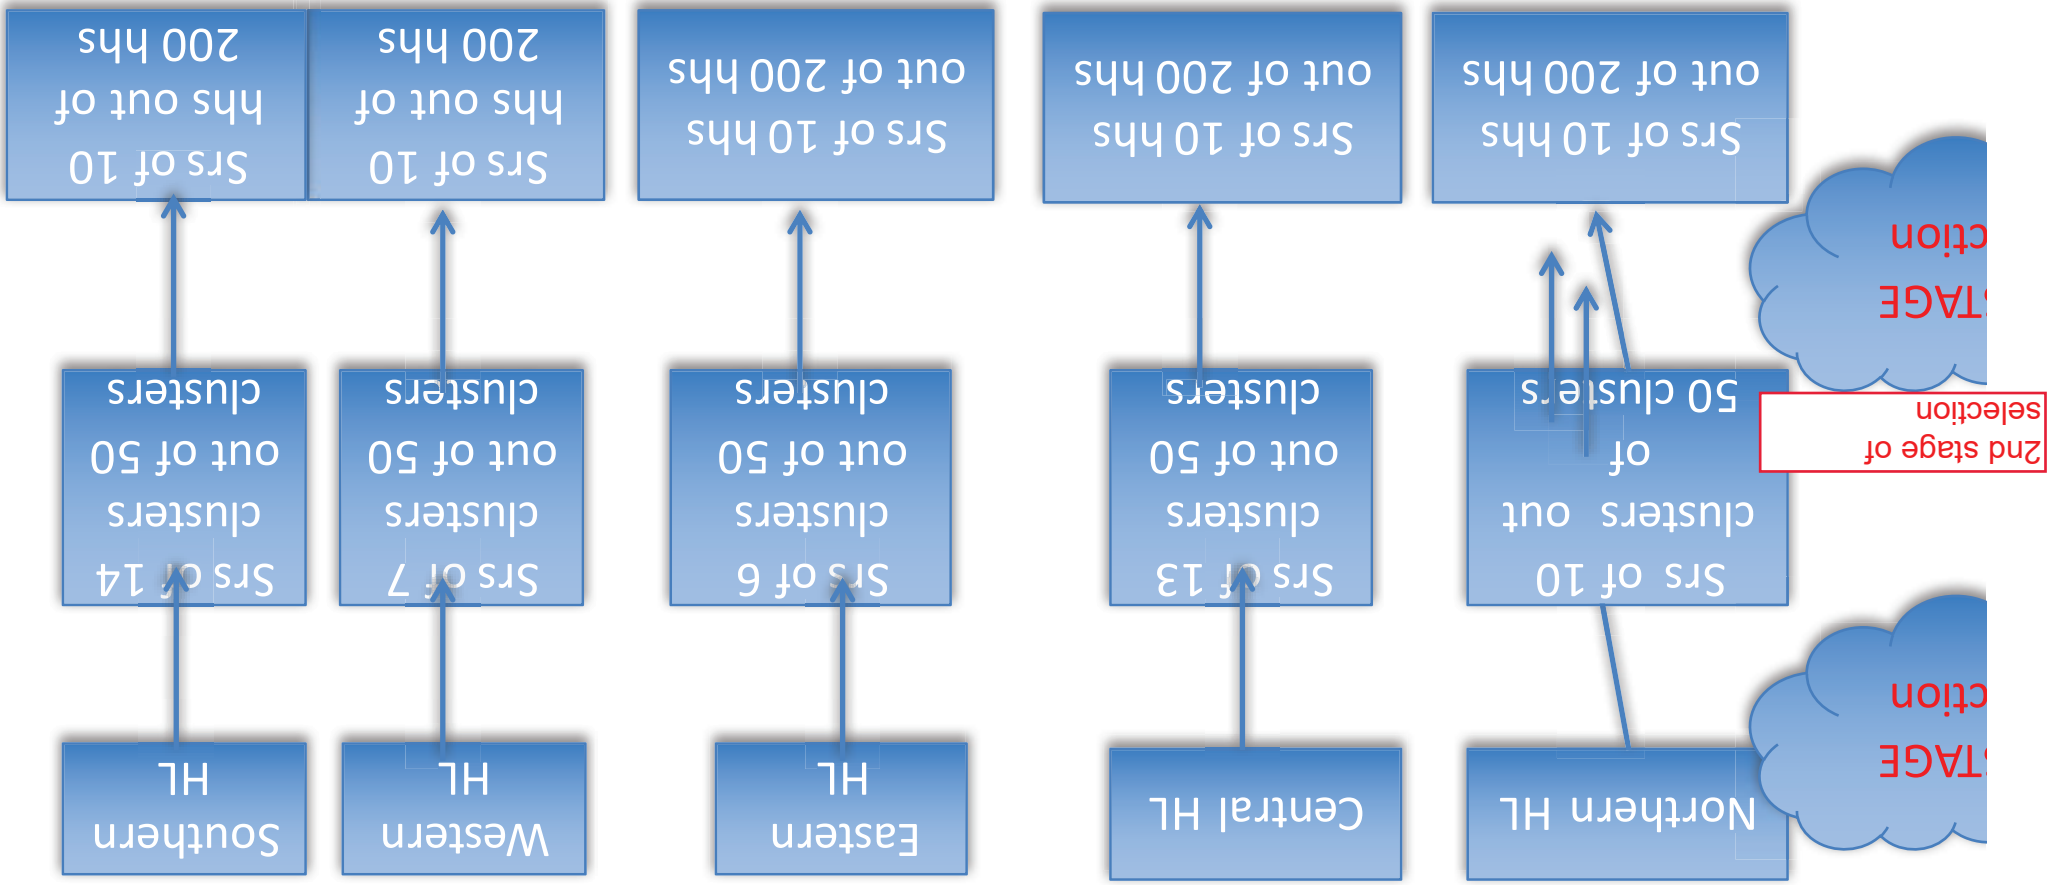 STAGE
ction
Northern HL
Central HL
Eastern
HL
Western
HL
Southern
HL
Srs of 10
clusters out
of
50 clusters
Srs of 13
clusters
out of 50
clusters
Srs of 6
clusters
out of 50
clusters
Srs of 7
clusters
out of 50
clusters
Srs of 14
clusters
out of 50
clusters
2nd stage of
selection
STAGE
ction
Srs of 10 hhs
out of 200 hhs
Srs of 10 hhs
out of 200 hhs
Srs of 10 hhs
out of 200 hhs
Srs of 10
hhs out of
200 hhs
Srs of 10
hhs out of
200 hhs